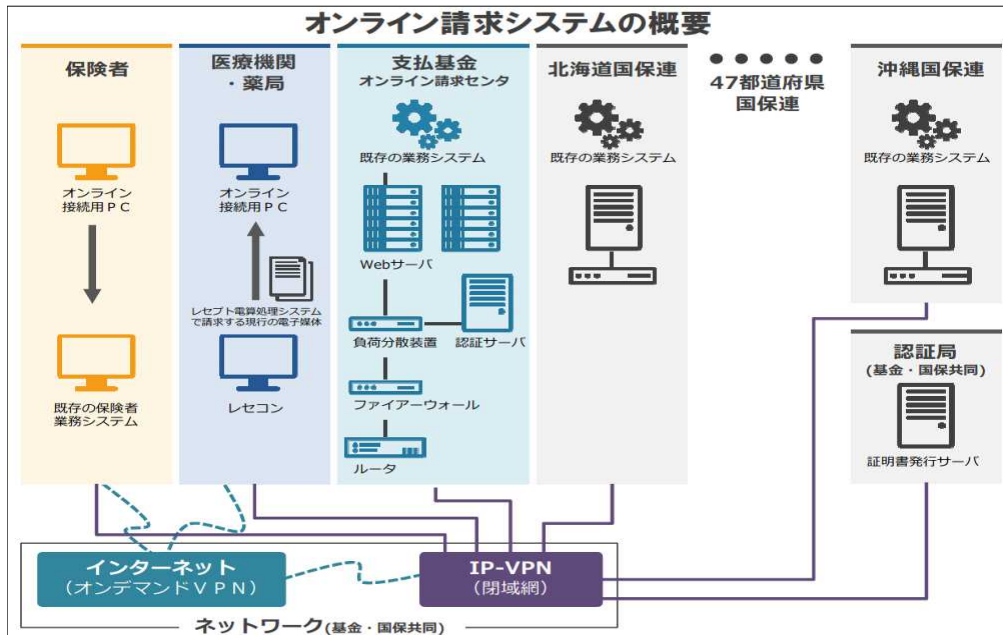 オンライン請求システムの概要
保険者
オンライン
接続用ＰＣ
既存の保険者
業務システム
医療機関
・薬局
オンライン
接続用ＰＣ
レセプト電算処理システム
で請求する現行の電子媒体
レセコン
支払基金
オンライン請求センタ
既存の業務システム
Webサーバ
負荷分散装置
認証サーバ
ファイアーウォール
ルータ
北海道国保連
既存の業務システム
47都道府県
国保連
沖縄国保連
既存の業務システム
認証局
(基金・国保共同)
証明書発行サーバ
インターネット
（オンデマンドＶＰＮ）
IP-VPN
（閉域網）
ネットワーク(基金・国保共同)